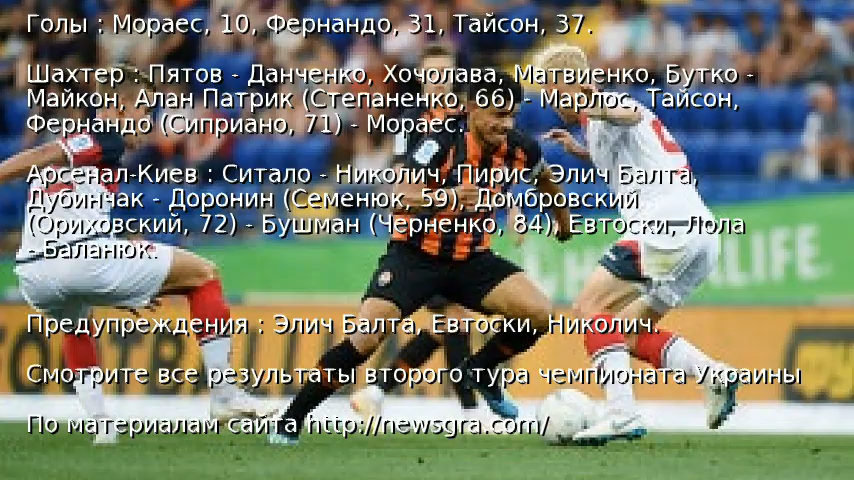 Голы : Мораес, 10, Фернандо, 31, Тайсон, 37.
Шахтер : Пятов - Данченко, Хочолава, Матвиенко, Бутко -
Майкон, Алан Патрик (Степаненко, 66) - Марлос, Тайсон,
Фернандо (Сиприано, 71) - Мораес.
Арсенал-Киев : Ситало - Николич, Пирис, Элич Балта,
Дубинчак - Доронин (Семенюк, 59), Домбровский
(Ориховский, 72) - Бушман (Черненко, 84), Евтоски, Лола
- Баланюк.
Предупреждения : Элич Балта, Евтоски, Николич.
Смотрите все результаты второго тура чемпионата Украины
По материалам сайта http://newsgra.com/